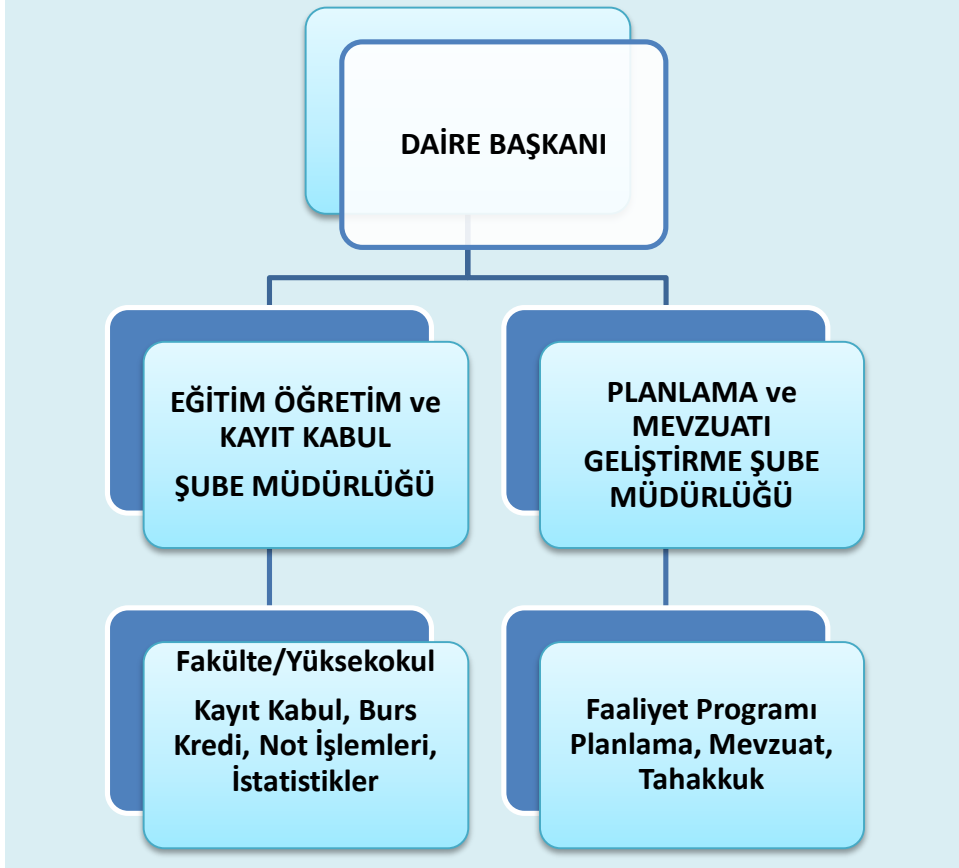 DAİRE BAŞKANI
EĞİTİM ÖĞRETİM ve
KAYIT KABUL
ŞUBE MÜDÜRLÜĞÜ
PLANLAMA ve
MEVZUATI
GELİŞTİRME ŞUBE
MÜDÜRLÜĞÜ
Fakülte/Yüksekokul
Kayıt Kabul, Burs
Kredi, Not İşlemleri,
İstatistikler
Faaliyet Programı
Planlama, Mevzuat,
Tahakkuk